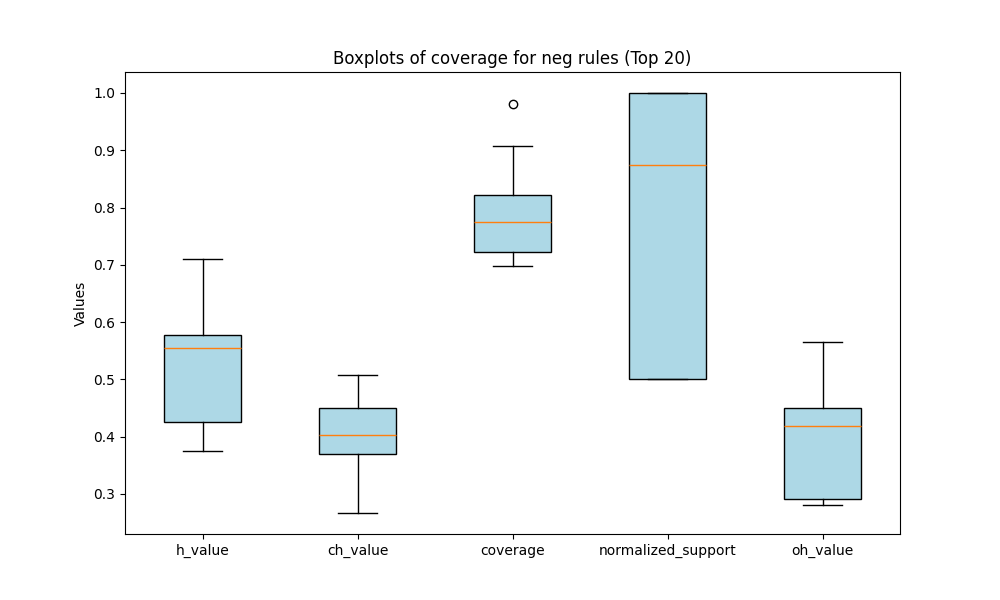 Boxplots of coverage for neg rules (Top 20)
1.0
0.9
0.8
0.7
0.6
0.5
0.4
0.3
Values
h_value
ch_value
coverage
normalized_support
oh_value